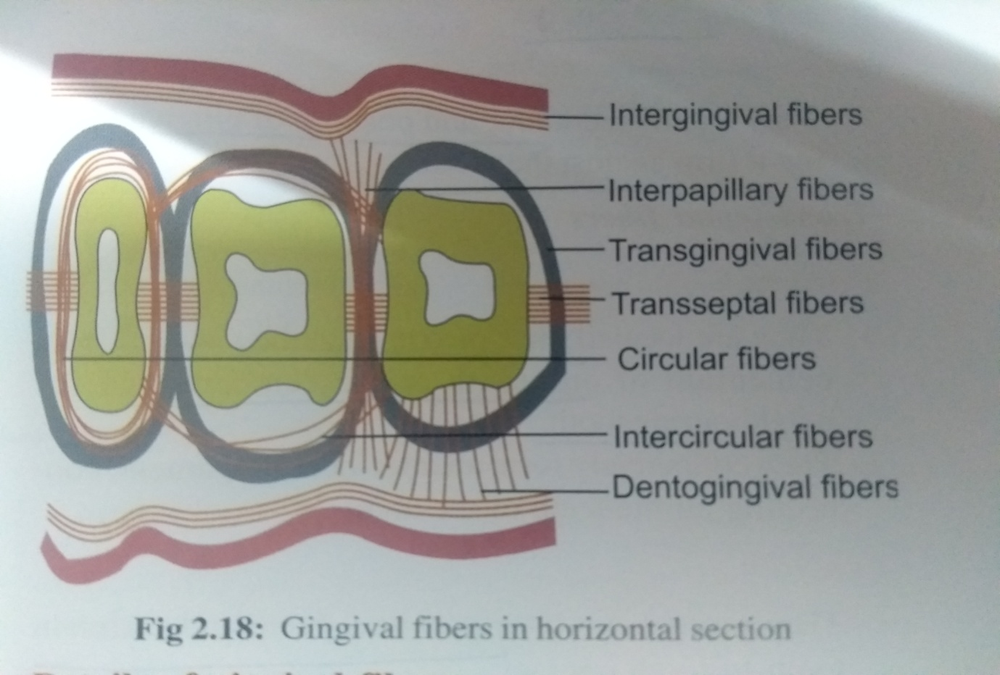 Intergingival fibers
Interpapillary fibers
Transgingival fibers
Transseptal fibers
Circular fibers
Intercircular fibers
Dentogingival fibers
Fig 2.18: Gingival fibers in horizontal section